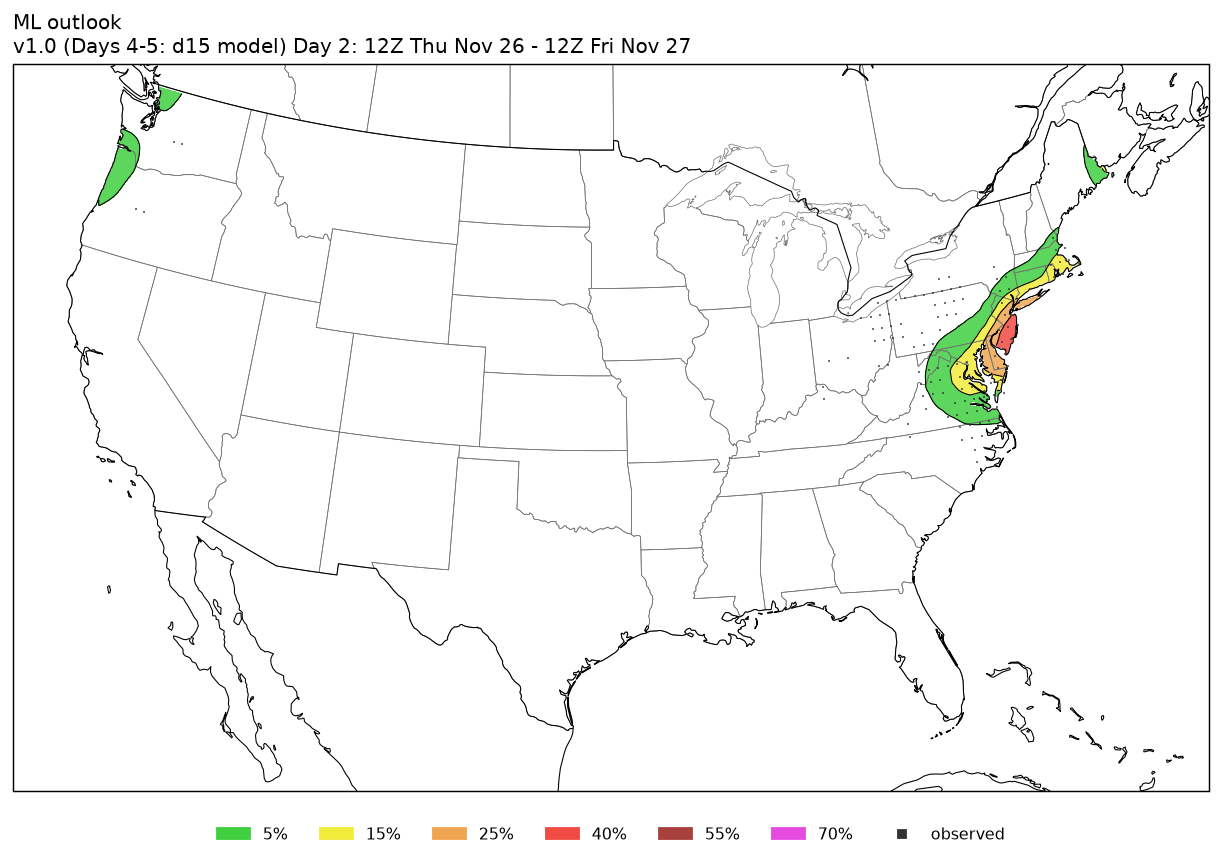 ML outlook
v1.0 (Days 4-5: d15 model) Day 2: 12Z Thu Nov 26 - 12Z Fri Nov 27
5% 15% 25% 40% 55% 70% observed